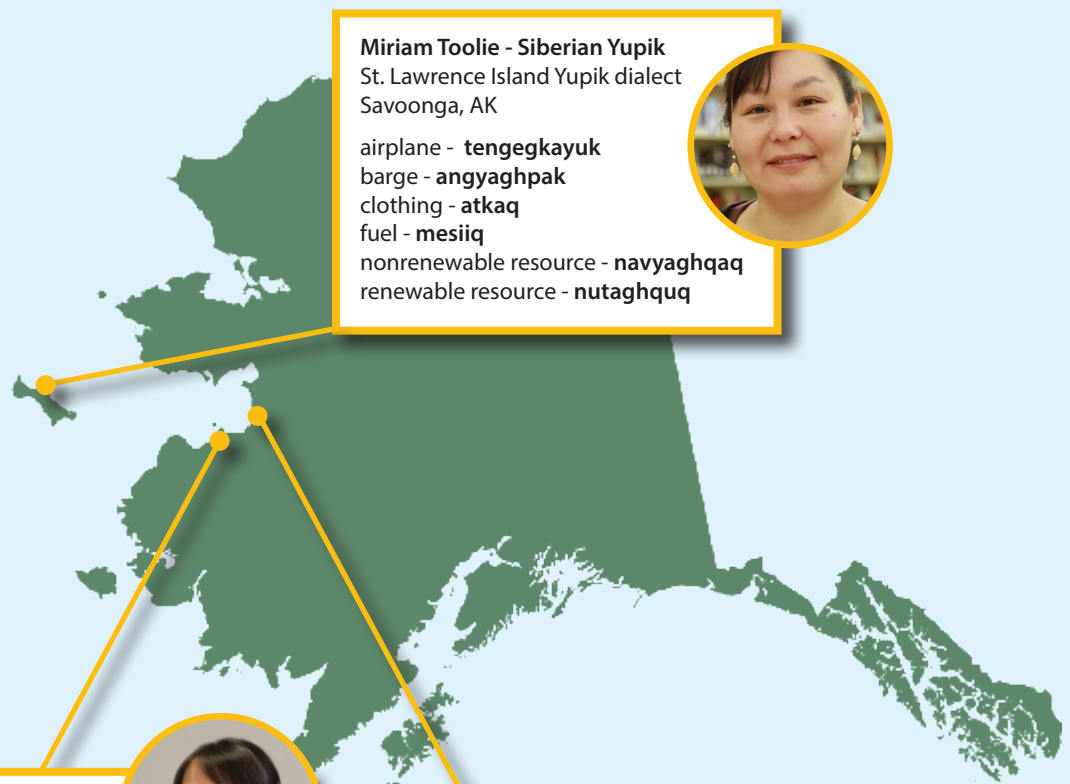 Miriam Toolie - Siberian Yupik
St. Lawrence Island Yupik dialect
Savoonga, AK
airplane - tengegkayuk
barge - angyaghpak
clothing - atkaq
fuel - mesiiq
nonrenewable resource - navyaghqaq
renewable resource - nutaghquq